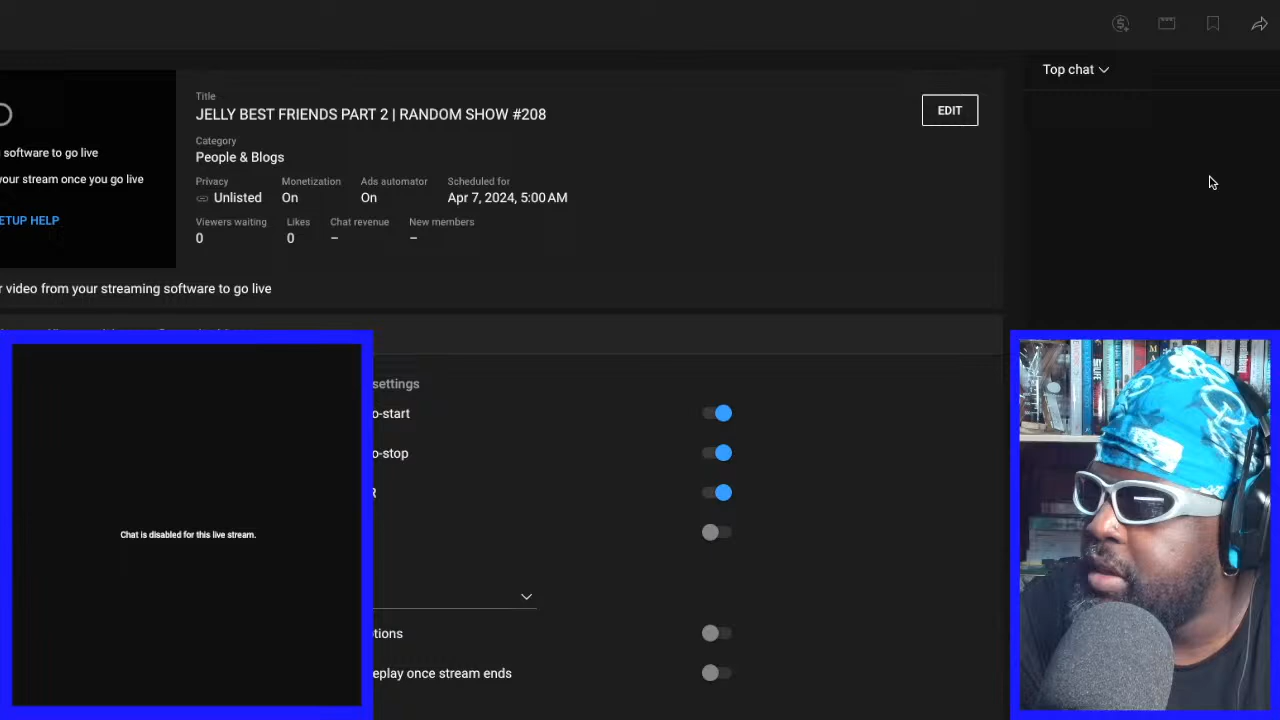 Top chat
Title
JELLY BEST FRIENDS PART 2 | RANDOM SHOW #208
EDIT
Category
People & Blogs
Privacy Monetization Ads automator Scheduled for
Unlisted On On Apr 7, 2024, 5:00 AM
Viewers waiting Likes Chat revenue New members
0 0 – –
software to go live
your stream once you go live
ETUP HELP
r video from your streaming software to go live
settings
o-start
o-stop
R
tions
eplay once stream ends
Chat is disabled for this live stream.